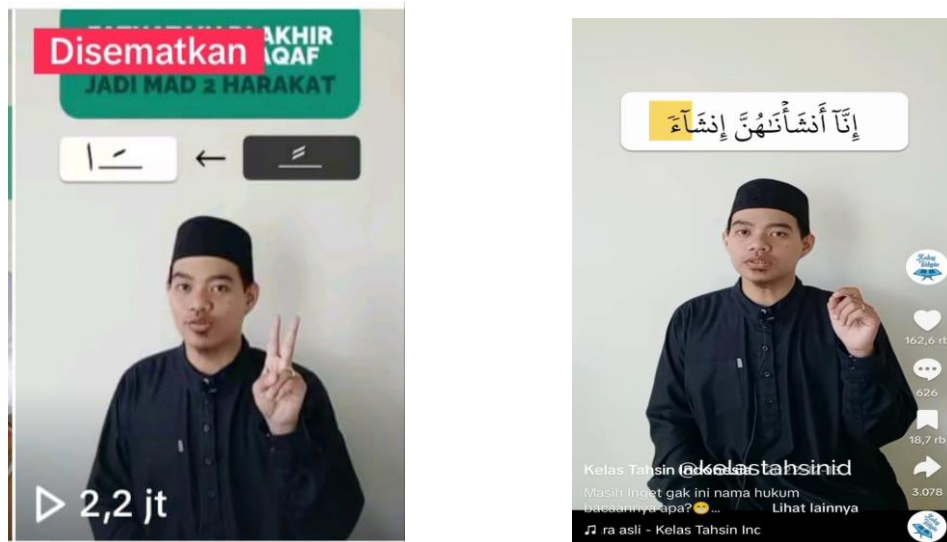 Disematkan
AKHIR
AQAF
JADI MAD 2 HARAKAT
ـَ ا ← ـً
2,2 jt
إِنَّآ أَنشَأْنَـٰهُنَّ إِنشَآءَ
Kelas Tahsin
162,6 rb
626
18,7 rb
3.078
Kelas Tahsin Indonesia
@kelastahsinid
Masih Inget gak ini nama hukum
bacaannya apa?😁... Lihat lainnya
♫ ra asli - Kelas Tahsin Inc